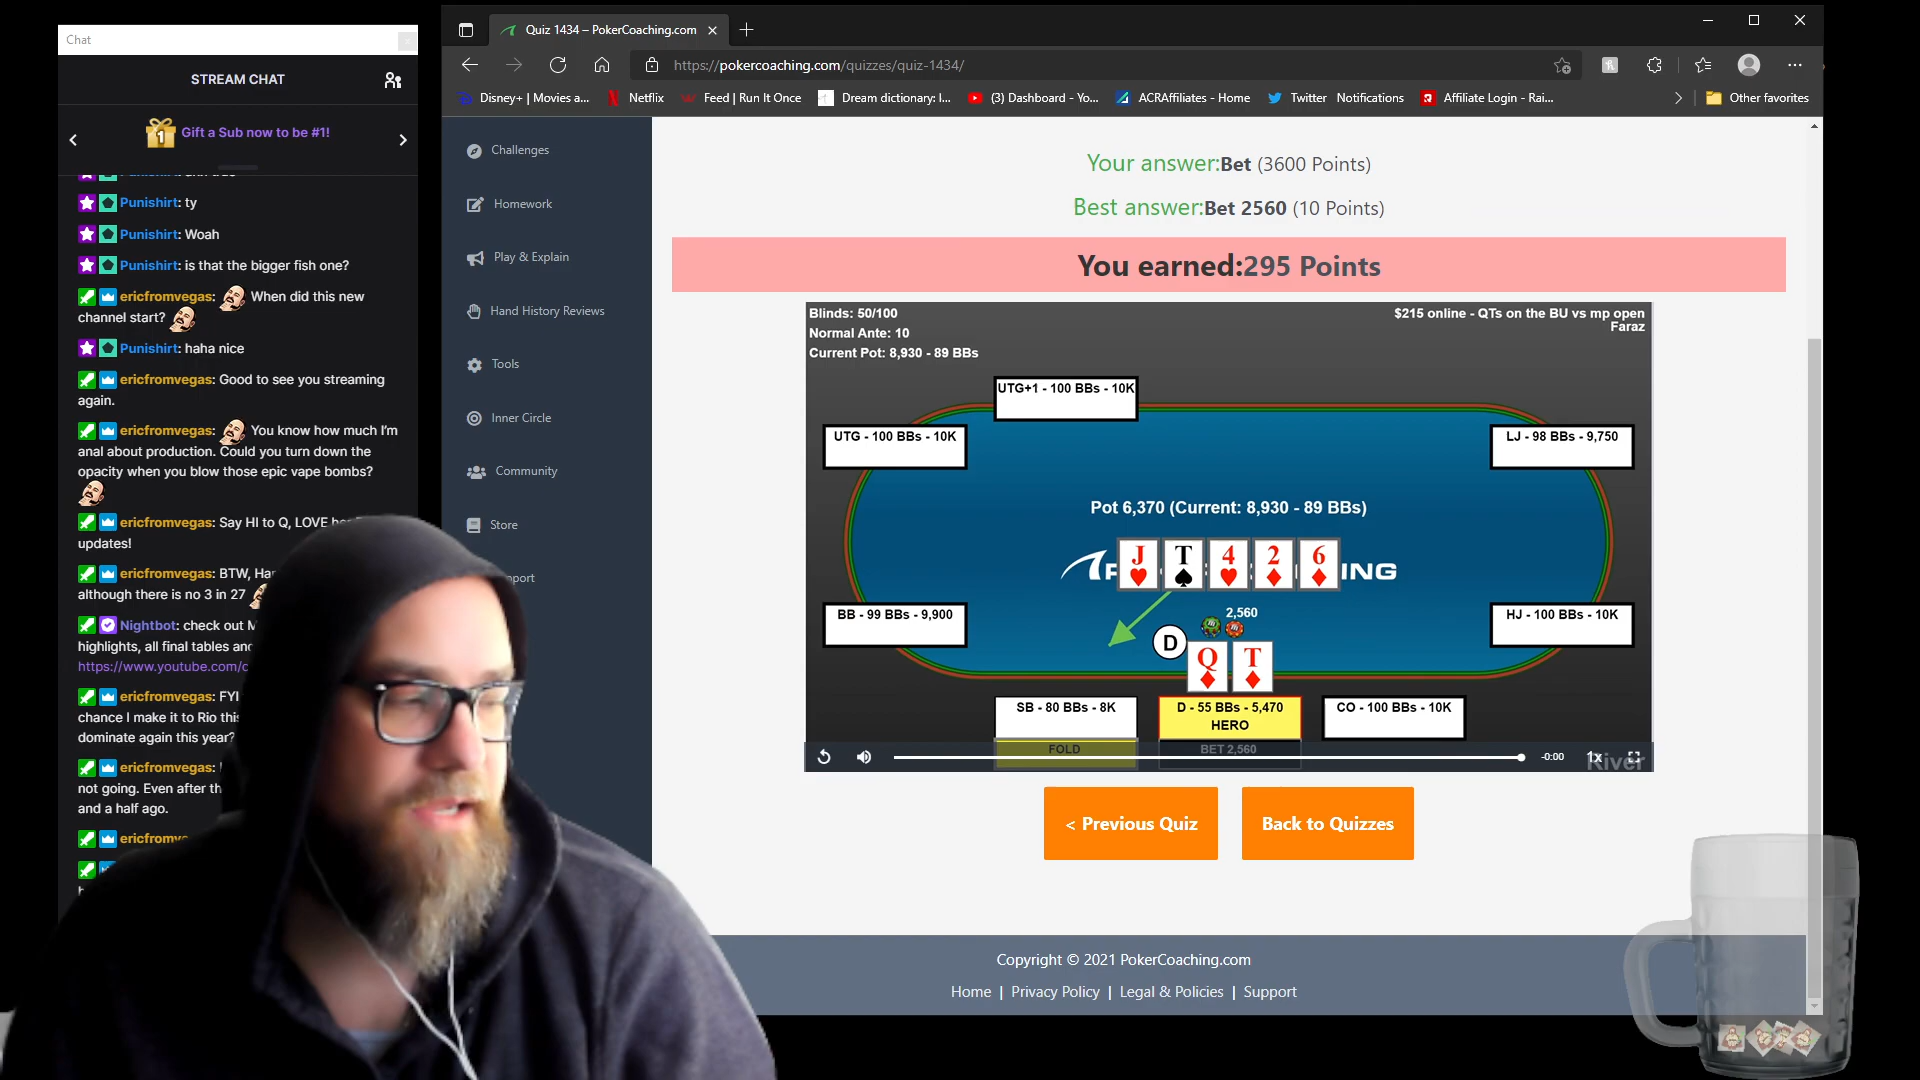 Chat
STREAM CHAT
1
Gift a Sub now to be #1!
Punishirt: ty
Punishirt: Woah
Punishirt: is that the bigger fish one?
ericfromvegas: When did this new
channel start?
Punishirt: haha nice
ericfromvegas: Good to see you streaming
again.
ericfromvegas: You know how much I'm
anal about production. Could you turn down the
opacity when you blow those epic vape bombs?
ericfromvegas: Say HI to Q, LOVE
updates!
ericfromvegas: BTW,
although there is no 3 in 27
Nightbot: check out
highlights, all final tables
https://www.youtube.com/c
ericfromvegas: FYI
chance I make it to Rio
dominate again this year?
ericfromvegas:
not going. Even after
and a half ago.
Quiz 1434 – PokerCoaching.com
https://pokercoaching.com/quizzes/quiz-1434/
Disney+ | Movies a...
Netflix
Feed | Run It Once
Dream dictionary: I...
(3) Dashboard - Yo...
ACRAffiliates - Home
Twitter
Notifications
Affiliate Login - Rai...
Other favorites
Challenges
Homework
Play & Explain
Hand History Reviews
Tools
Inner Circle
Community
Store
Your answer:Bet (3600 Points)
Best answer:Bet 2560 (10 Points)
You earned:295 Points
Blinds: 50/100
Normal Ante: 10
Current Pot: 8,930 - 89 BBs
$215 online - QTs on the BU vs mp open
Faraz
UTG+1 - 100 BBs - 10K
UTG - 100 BBs - 10K
LJ - 98 BBs - 9,750
Pot 6,370 (Current: 8,930 - 89 BBs)
J T 4 2 6
ING
BB - 99 BBs - 9,900
2,560
HJ - 100 BBs - 10K
D
Q T
SB - 80 BBs - 8K
D - 55 BBs - 5,470
HERO
CO - 100 BBs - 10K
FOLD
BET 2,560
-0:00
1x
River
< Previous Quiz
Back to Quizzes
Copyright © 2021 PokerCoaching.com
Home | Privacy Policy | Legal & Policies | Support